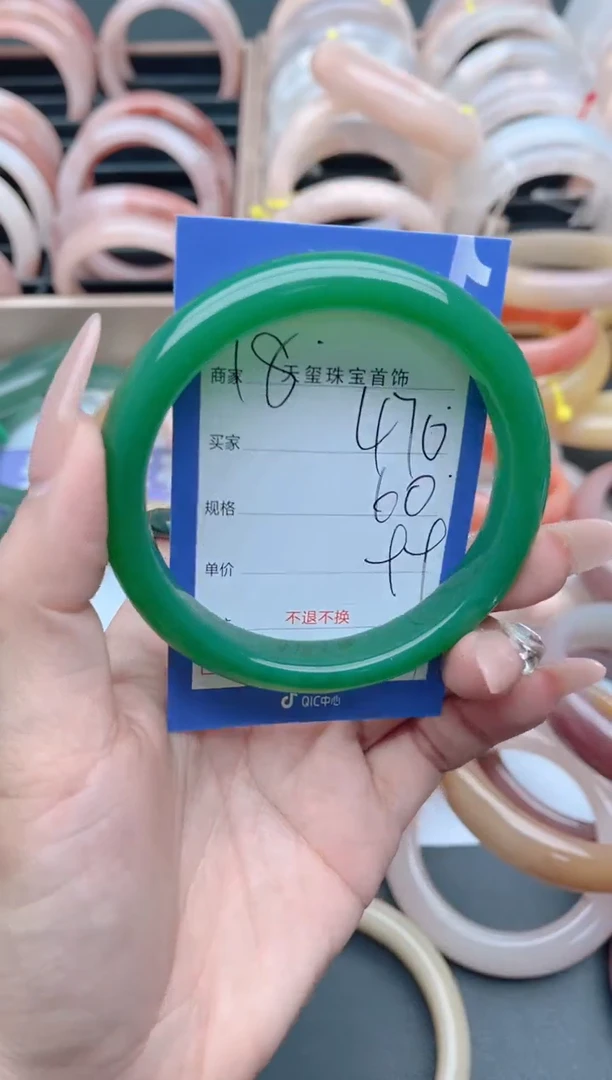 18.
商家 天玺珠宝首饰
470.
买家
60.
规格
单价
不退不换
QIC中心